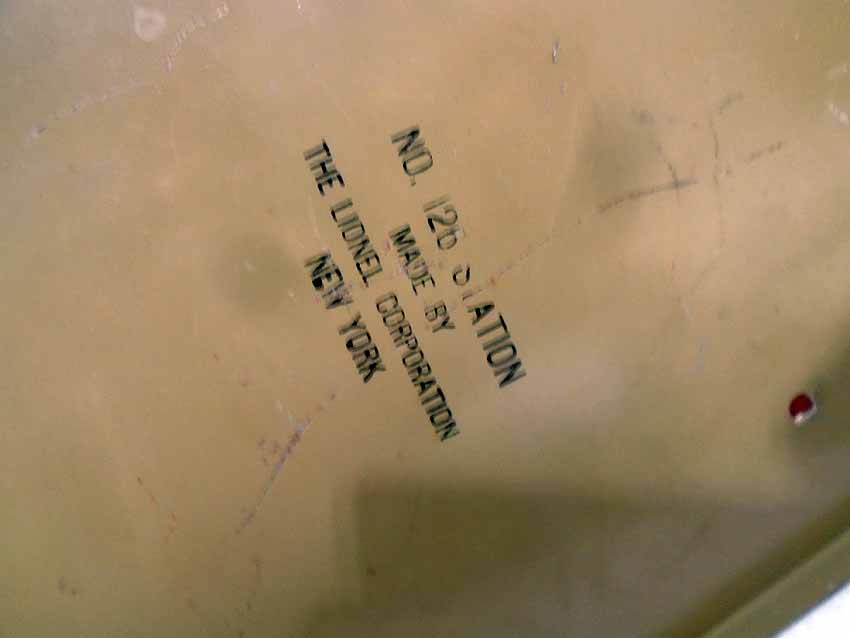 NO. 126 STATION
MADE BY
THE LIONEL CORPORATION
NEW YORK